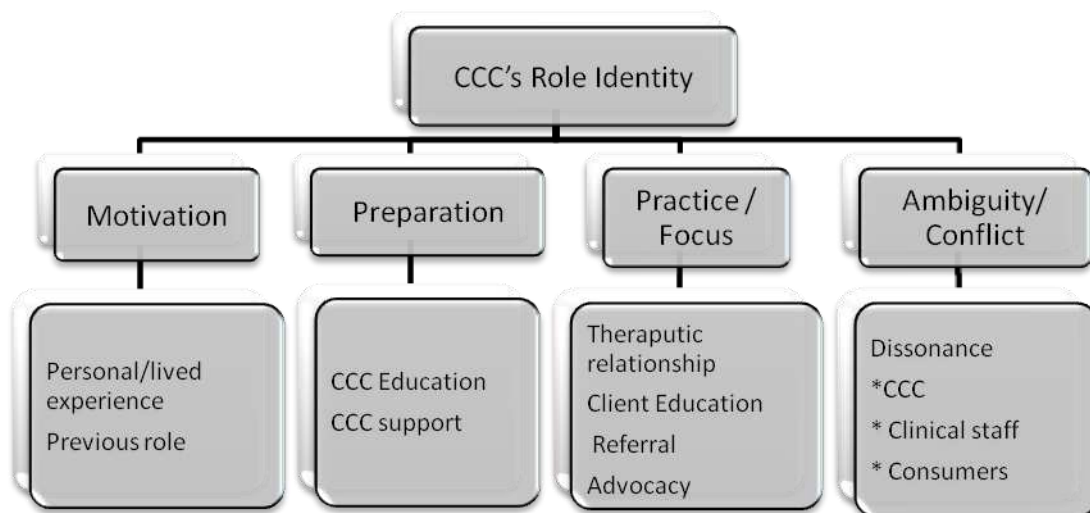 CCC's Role Identity
Motivation
Preparation
Practice /
Focus
Ambiguity/
Conflict
Personal/lived
experience
Previous role
CCC Education
CCC support
Theraputic
relationship
Client Education
Referral
Advocacy
Dissonance
*CCC
* Clinical staff
* Consumers